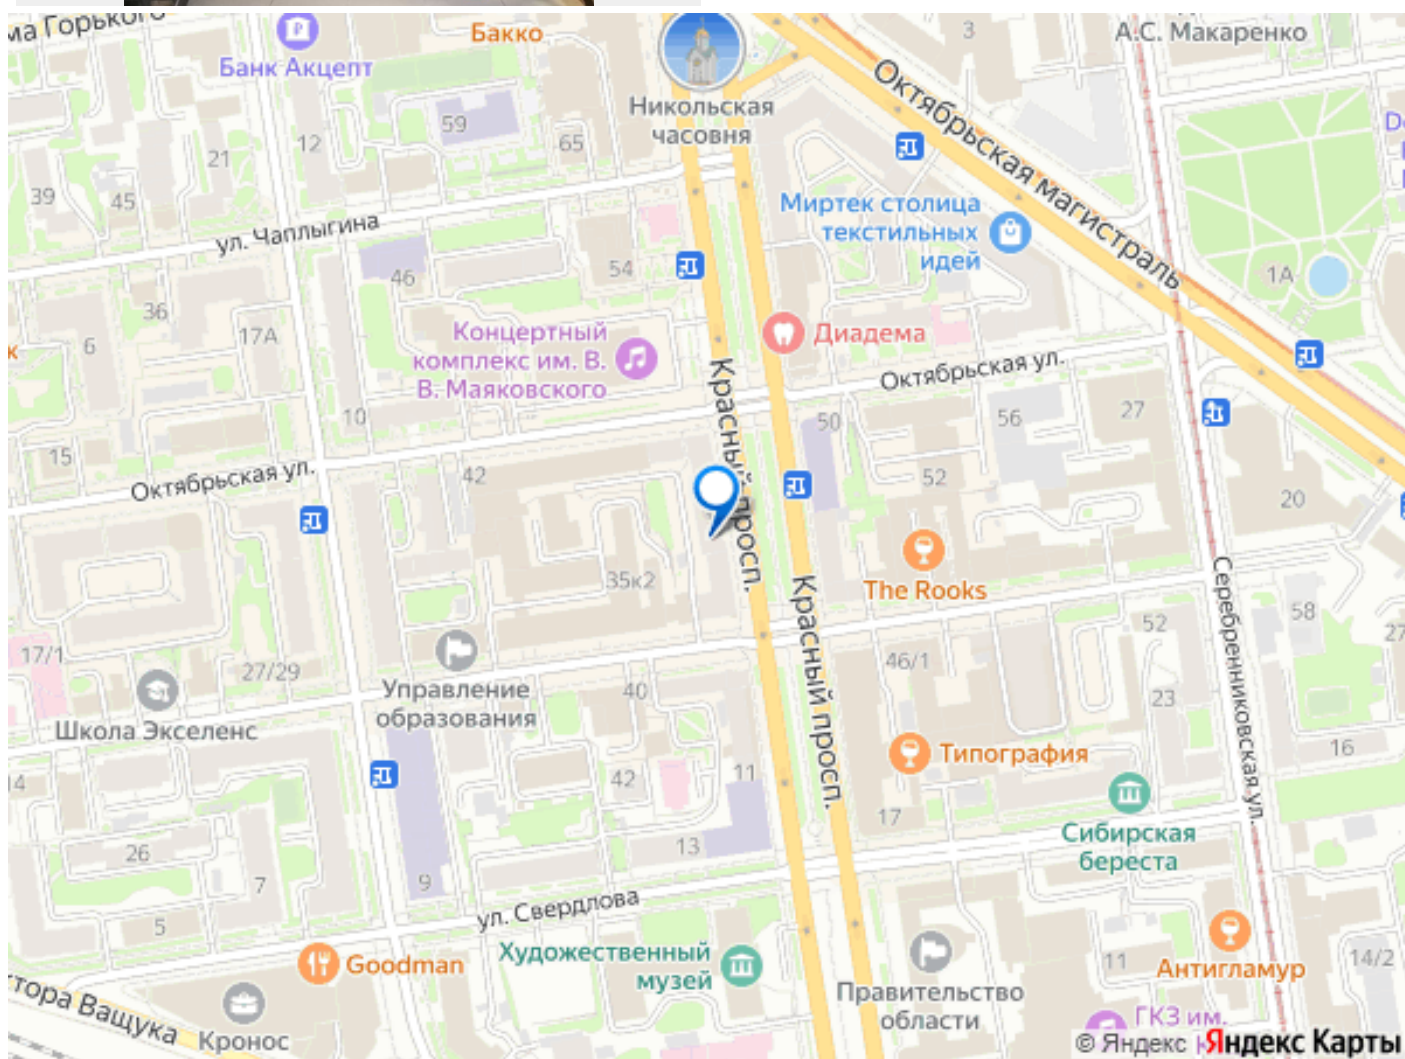 Банк Акцепт
Бакко
3
А.С. Макаренко
Никольская
часовня
Октябрьская магистраль
59
12
65
21
39
45
ул. Чаплыгина
Миртек столица
текстильных
идей
54
46
1А
36
17А
6
Концертный
комплекс им. В.
В. Маяковского
Диадема
Красный просп.
Октябрьская ул.
10
50
56
27
15
Октябрьская ул.
42
52
20
The Rooks
35к2
Красный просп.
Серебренниковская ул.
52
58
27
17/1
27/29
Управление
образования
40
46/1
23
Школа Экселенс
Типография
16
14
42
11
17
Сибирская
береста
26
13
7
9
5
ул. Свердлова
Goodman
Художественный
музей
Правительство
области
11
Антигламур
14/2
Кронос
ГКЗ им.
© Яндекс
Яндекс Карты